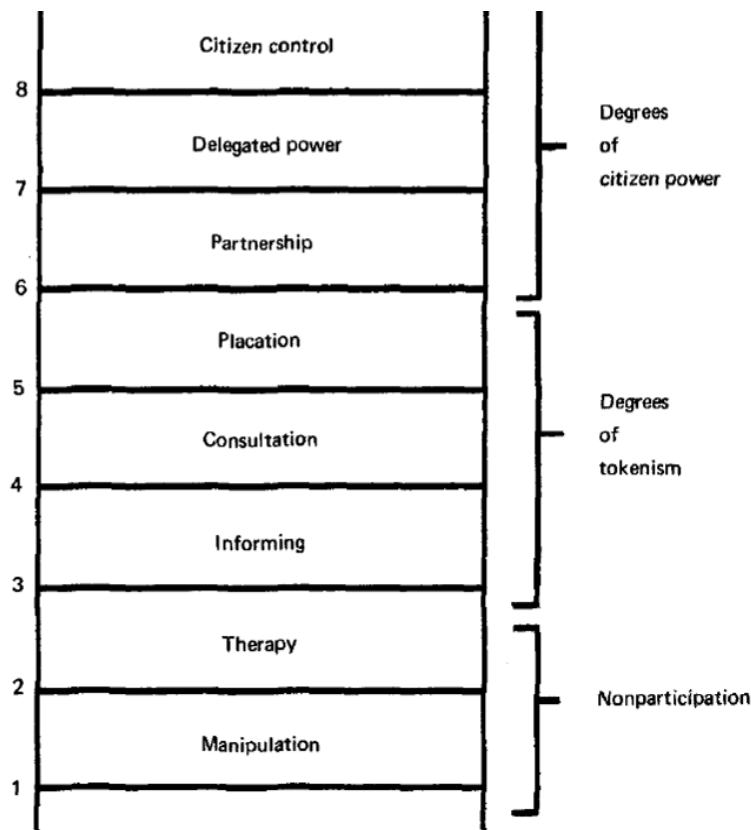 Citizen control
8
Delegated power
7
Partnership
6
Placation
5
Consultation
4
Informing
3
Therapy
2
Manipulation
1
Degrees
of
citizen power
Degrees
of
tokenism
Nonparticipation